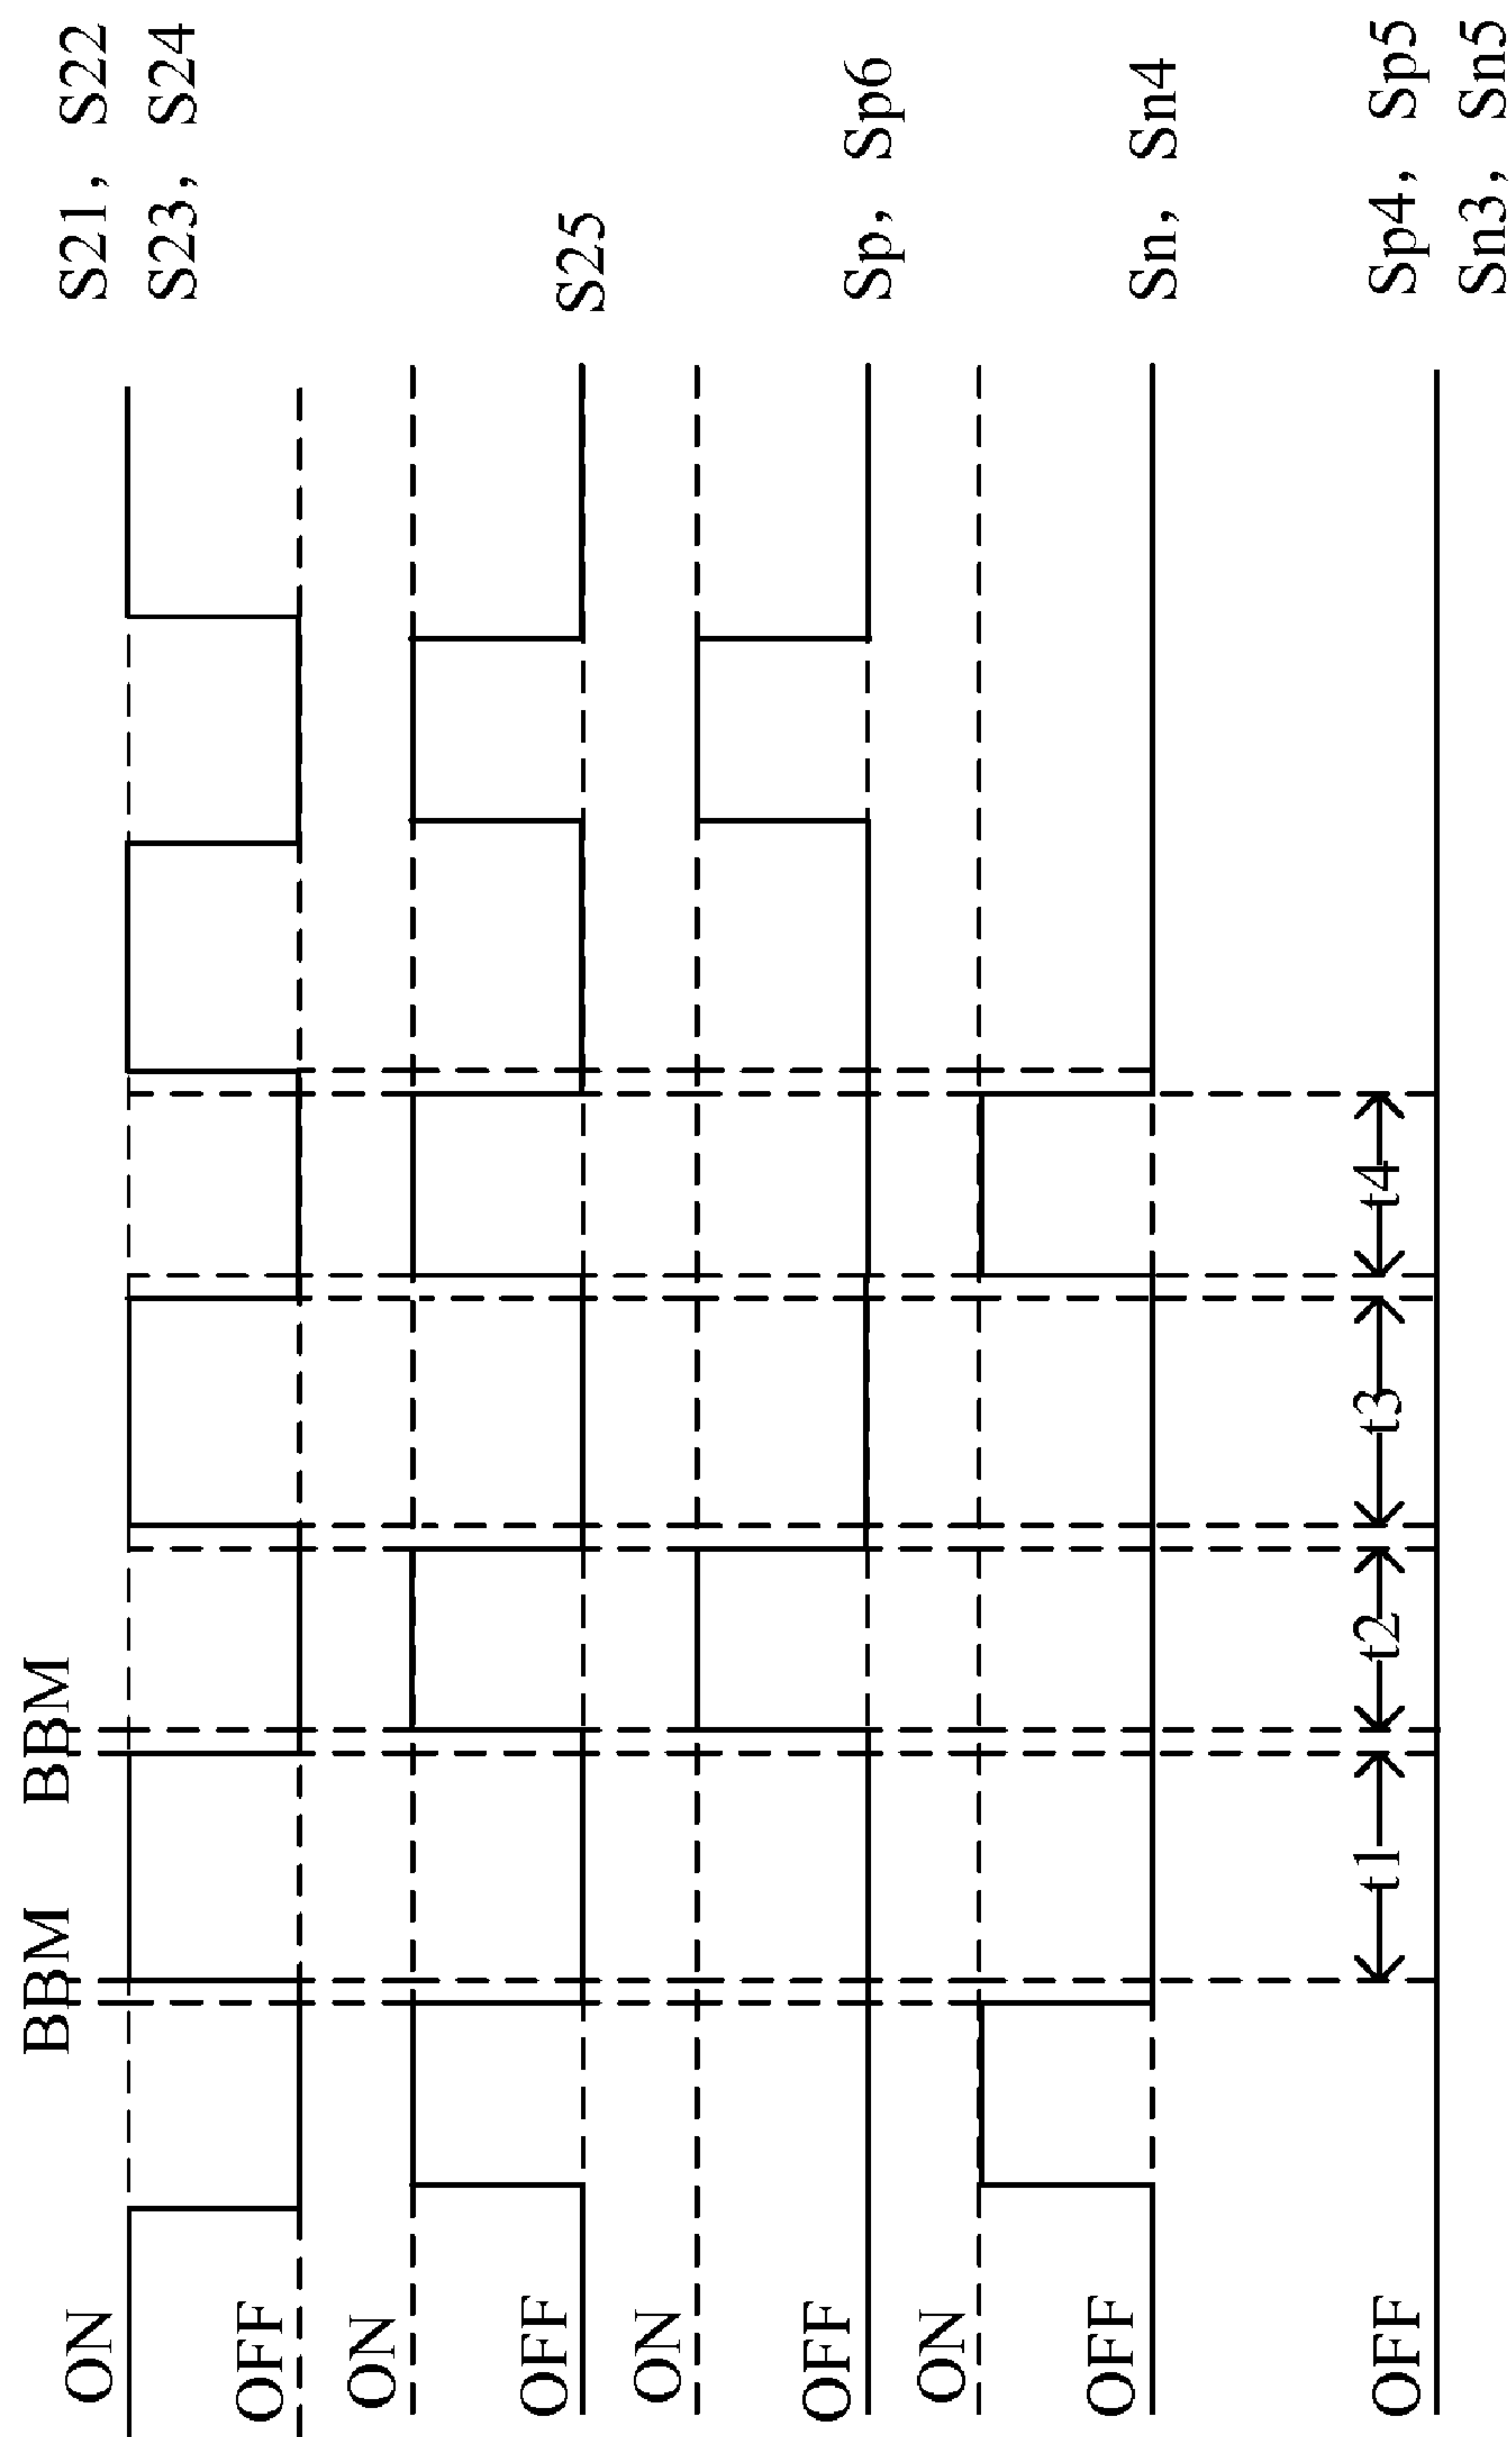 BBM BBM
ON
OFF
S21, S22
S23, S24
ON
OFF
S25
ON
OFF
Sp, Sp6
ON
OFF
Sn, Sn4
t1 t2 t3 t4
OFF
Sp4, Sp5
Sn3, Sn5